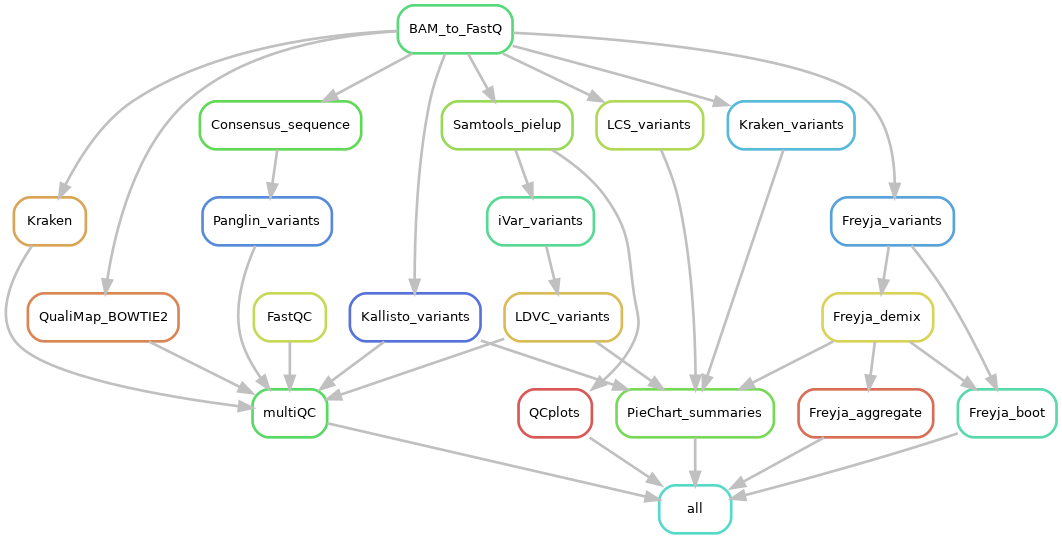 BAM_to_FastQ
Consensus_sequence
Samtools_pielup
LCS_variants
Kraken_variants
Kraken
Panglin_variants
iVar_variants
Freyja_variants
QualiMap_BOWTIE2
FastQC
Kallisto_variants
LDVC_variants
Freyja_demix
multiQC
QCplots
PieChart_summaries
Freyja_aggregate
Freyja_boot
all